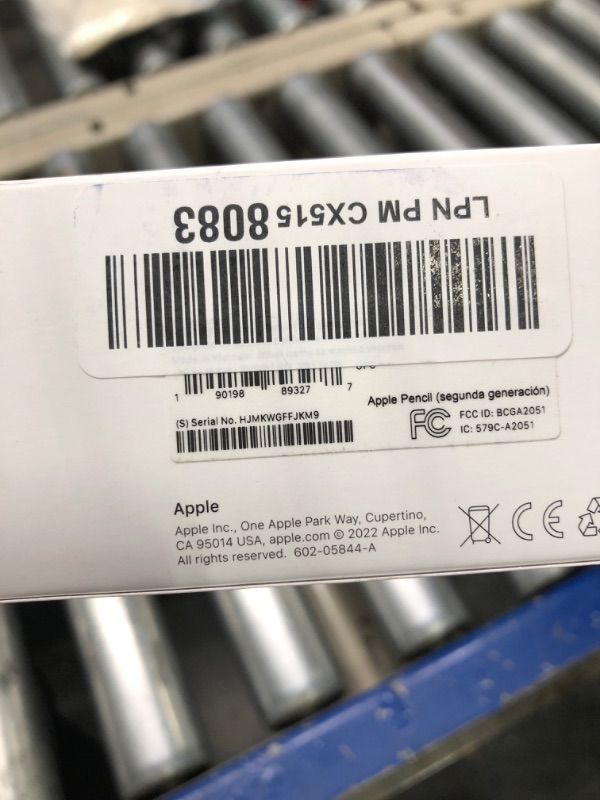 LPN PM CX515 8083
1 90198 89327 7
Apple Pencil (segunda generación)
(S) Serial No. HJMKWGFFJKM9
FCC ID: BCGA2051
IC: 579C-A2051
Apple
Apple Inc., One Apple Park Way, Cupertino,
CA 95014 USA, apple.com © 2022 Apple Inc.
All rights reserved. 602-05844-A